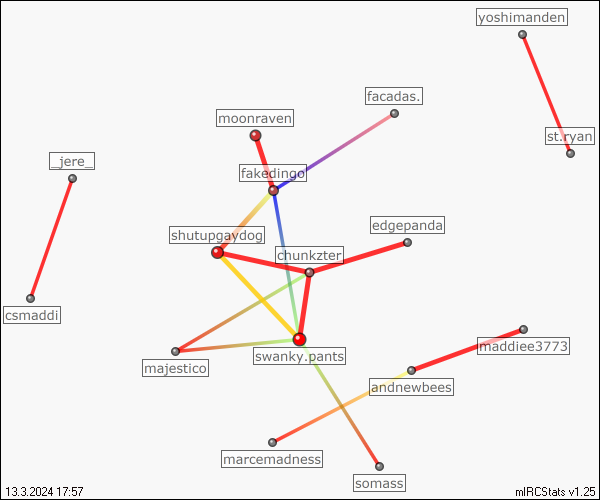 yoshimanden
facadas.
moonraven
st.ryan
_jere_
fakedingo
edgepanda
shutupgaydog
chunkzter
csmaddi
maddiee3773
swanky.pants
majestico
andnewbees
marcemadness
somass
13.3.2024 17:57
mIRCStats v1.25